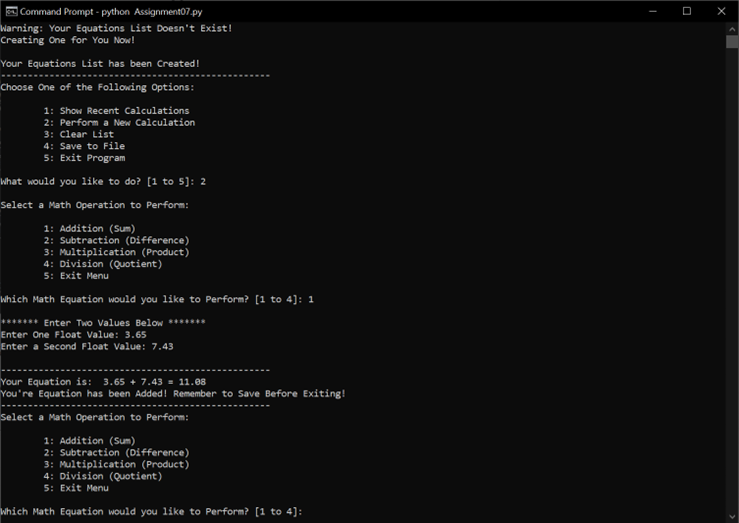 Command Prompt - python  Assignment07.py
Warning: Your Equations List Doesn't Exist!
Creating One for You Now!
Your Equations List has been Created!
--------------------------------------------------
Choose One of the Following Options:
1: Show Recent Calculations
2: Perform a New Calculation
3: Clear List
4: Save to File
5: Exit Program
What would you like to do? [1 to 5]: 2
Select a Math Operation to Perform:
1: Addition (Sum)
2: Subtraction (Difference)
3: Multiplication (Product)
4: Division (Quotient)
5: Exit Menu
Which Math Equation would you like to Perform? [1 to 4]: 1
******* Enter Two Values Below *******
Enter One Float Value: 3.65
Enter a Second Float Value: 7.43
--------------------------------------------------
Your Equation is:  3.65 + 7.43 = 11.08
You're Equation has been Added! Remember to Save Before Exiting!
--------------------------------------------------
Select a Math Operation to Perform:
1: Addition (Sum)
2: Subtraction (Difference)
3: Multiplication (Product)
4: Division (Quotient)
5: Exit Menu
Which Math Equation would you like to Perform? [1 to 4]: